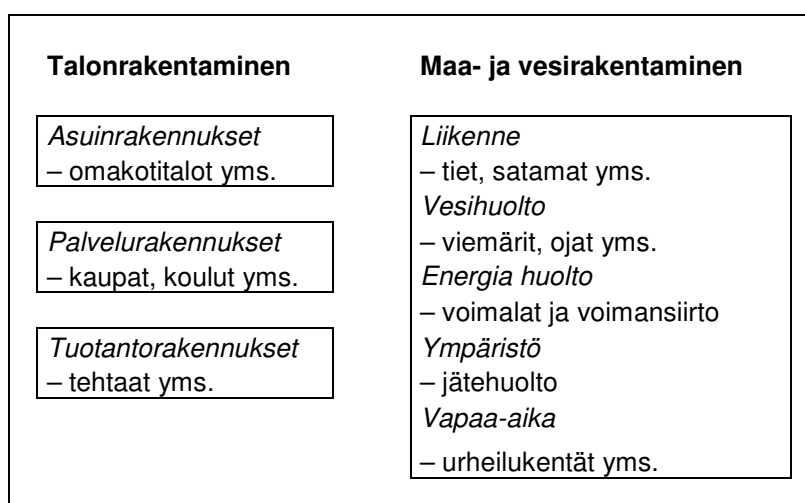 Talonrakentaminen
Asuinrakennukset
– omakotitalot yms.
Palvelurakennukset
– kaupat, koulut yms.
Tuotantorakennukset
– tehtaat yms.
Maa- ja vesirakentaminen
Liikenne
– tiet, satamat yms.
Vesihuolto
– viemärit, ojat yms.
Energia huolto
– voimalat ja voimansiirto
Ympäristö
– jätehuolto
Vapaa-aika
– urheilukentät yms.